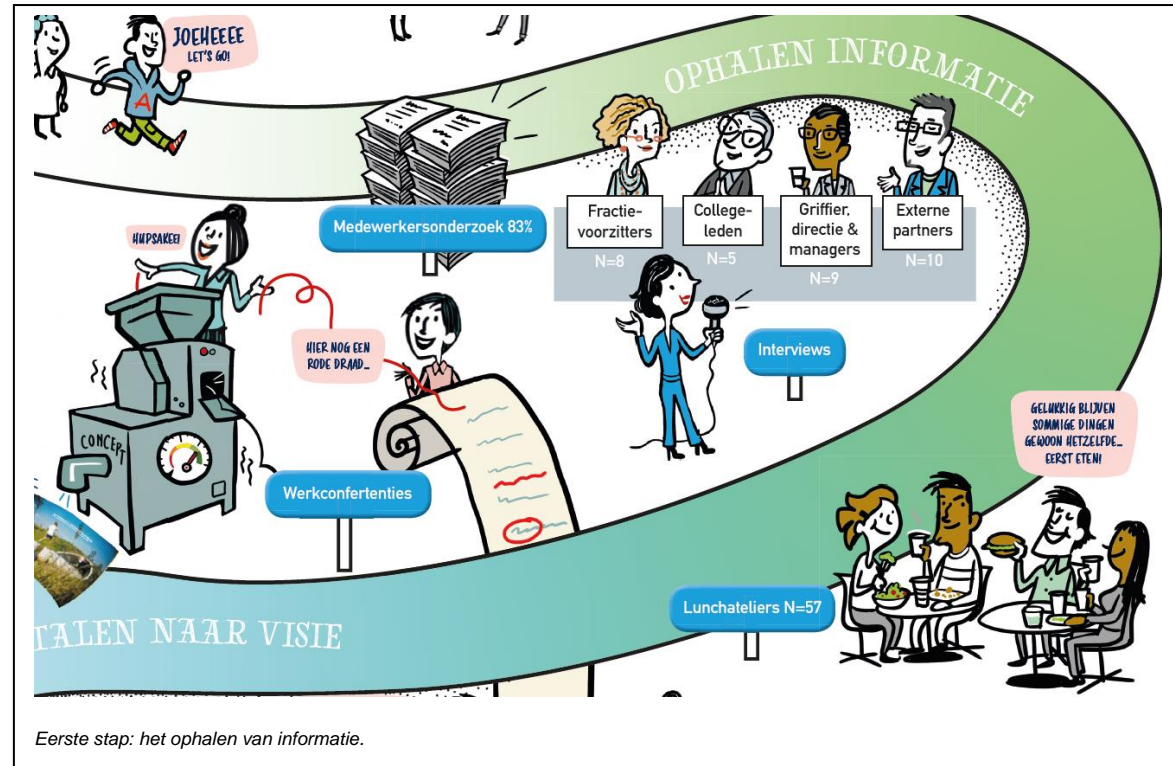 JOEHEEEE
LET'S GO!
OPHALEN INFORMATIE
A
Medewerkersonderzoek 83%
Fractie-
voorzitters
N=8
College-
leden
N=5
Griffier,
directie &
managers
N=9
Externe
partners
N=10
HUPSAKEE!
HIER NOG EEN
RODE DRAAD...
Interviews
CONCEPT
Werkconfertenties
GELUKKIG BLIJVEN
SOMMIGE DINGEN
GEWOON HETZELFDE...
EERST ETEN!
Lunchateliers N=57
TALEN NAAR VISIE
Eerste stap: het ophalen van informatie.